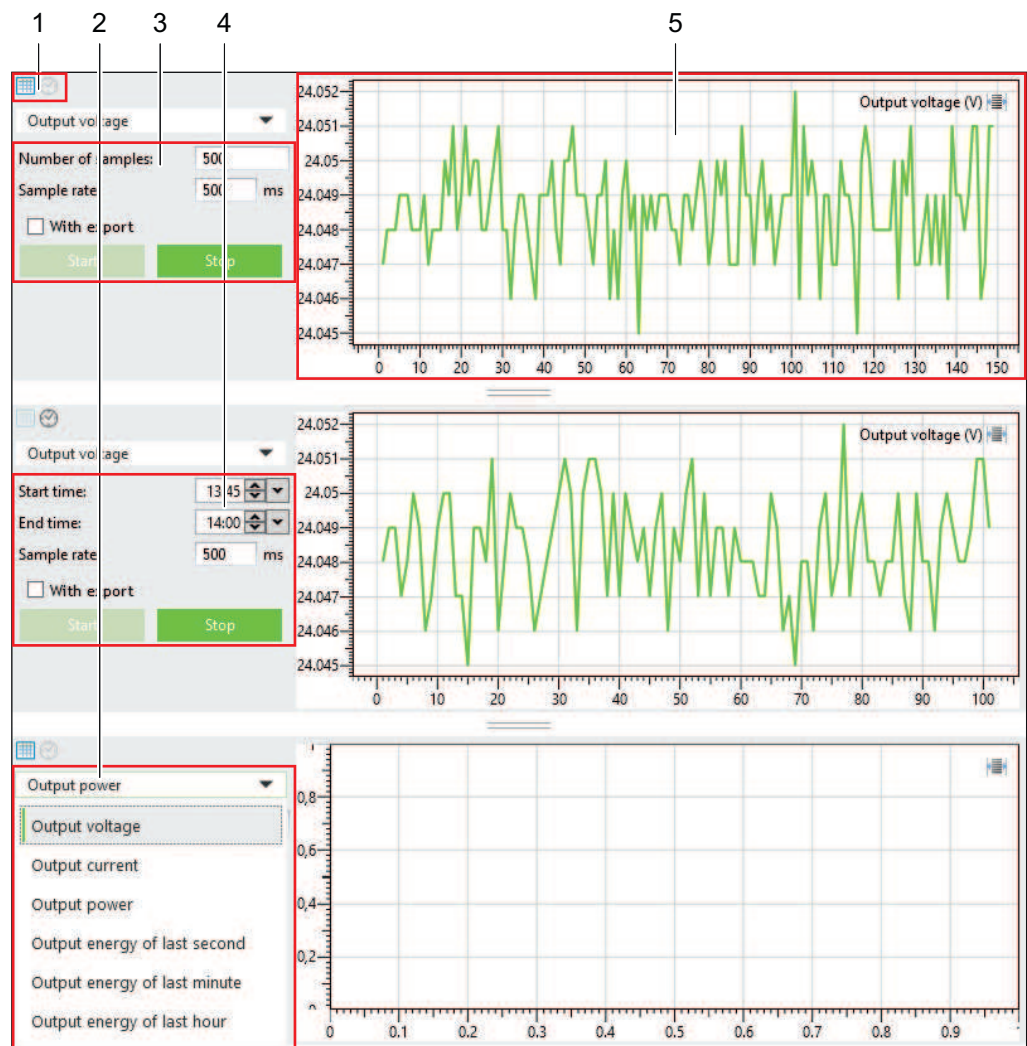 1 2 3 4 5
Output voltage
Number of samples: 500
Sample rate 500 ms
With export
Start Stop
24.052
24.051
24.05
24.049
24.048
24.047
24.046
24.045
Output voltage (V)
0 10 20 30 40 50 60 70 80 90 100 110 120 130 140 150
Output voltage
Start time: 13:45
End time: 14:00
Sample rate 500 ms
With export
Start Stop
24.052
24.051
24.05
24.049
24.048
24.047
24.046
24.045
Output voltage (V)
0 10 20 30 40 50 60 70 80 90 100
Output power
Output voltage
Output current
Output power
Output energy of last second
Output energy of last minute
Output energy of last hour
0,8
0,6
0,4
0,2
0 0.1 0.2 0.3 0.4 0.5 0.6 0.7 0.8 0.9